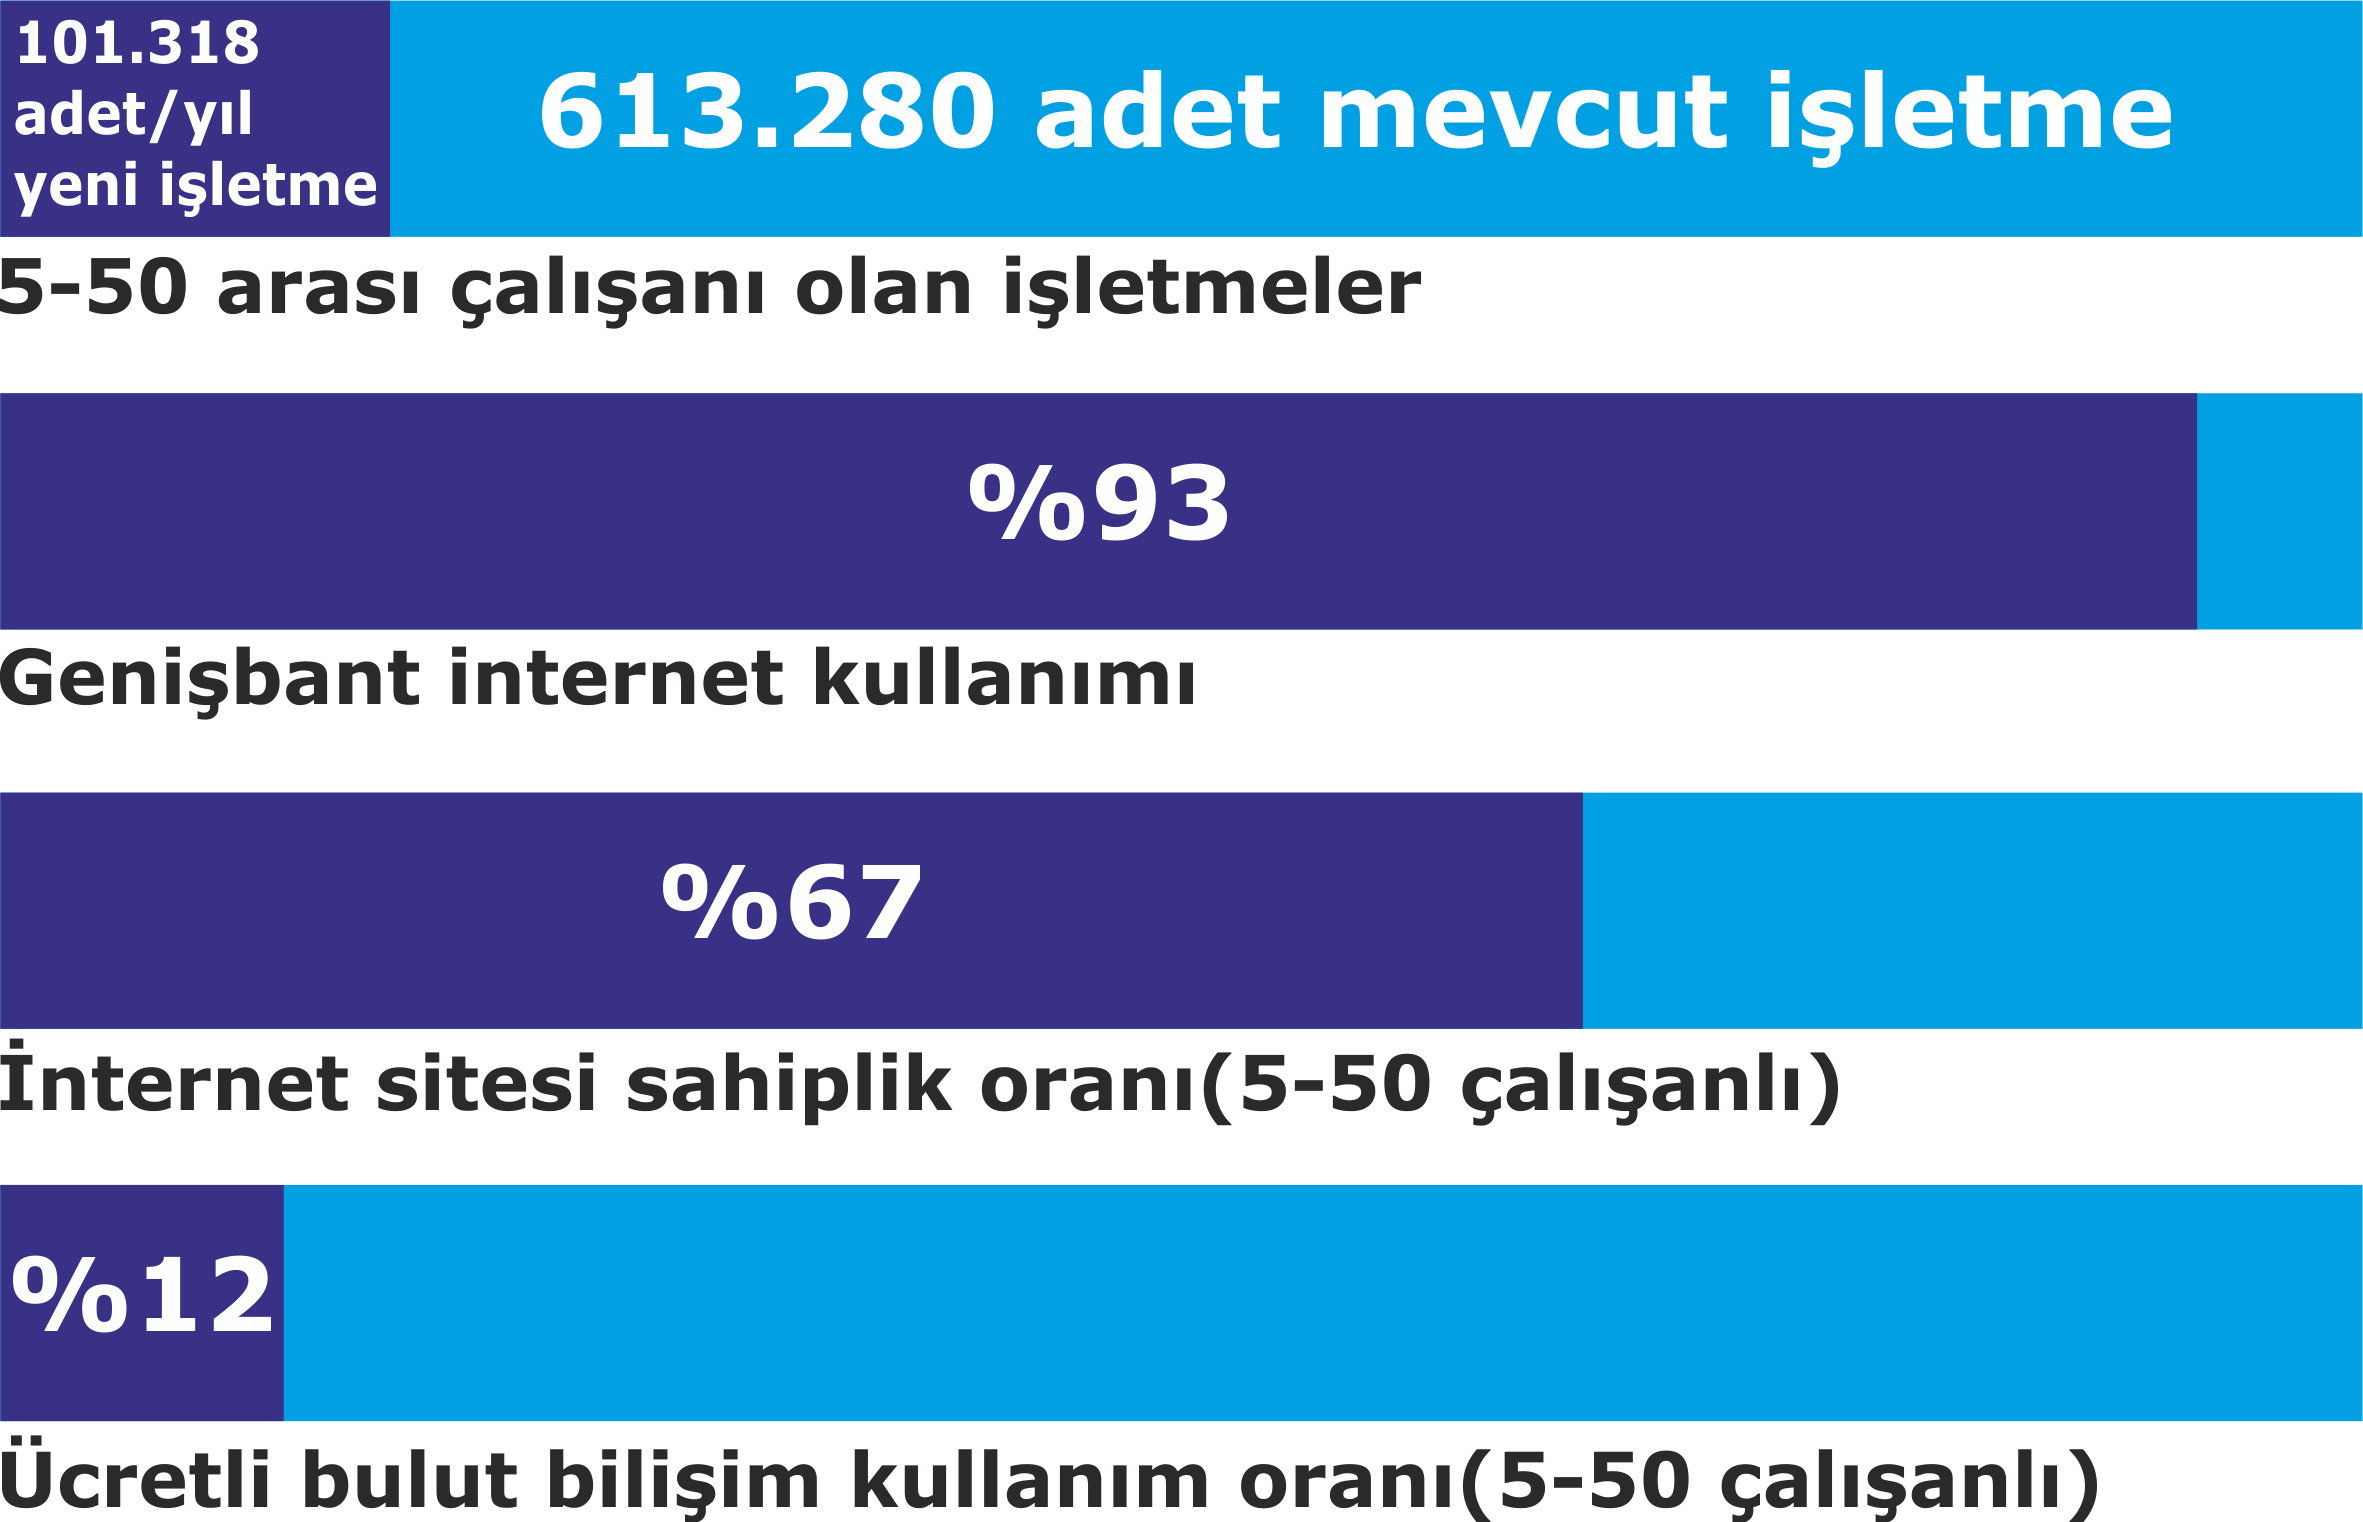 101.318
adet/yıl
yeni işletme
613.280 adet mevcut işletme
5-50 arası çalışanı olan işletmeler
%93
Genişbant internet kullanımı
%67
İnternet sitesi sahiplik oranı(5-50 çalışanlı)
%12
Ücretli bulut bilişim kullanım oranı(5-50 çalışanlı)